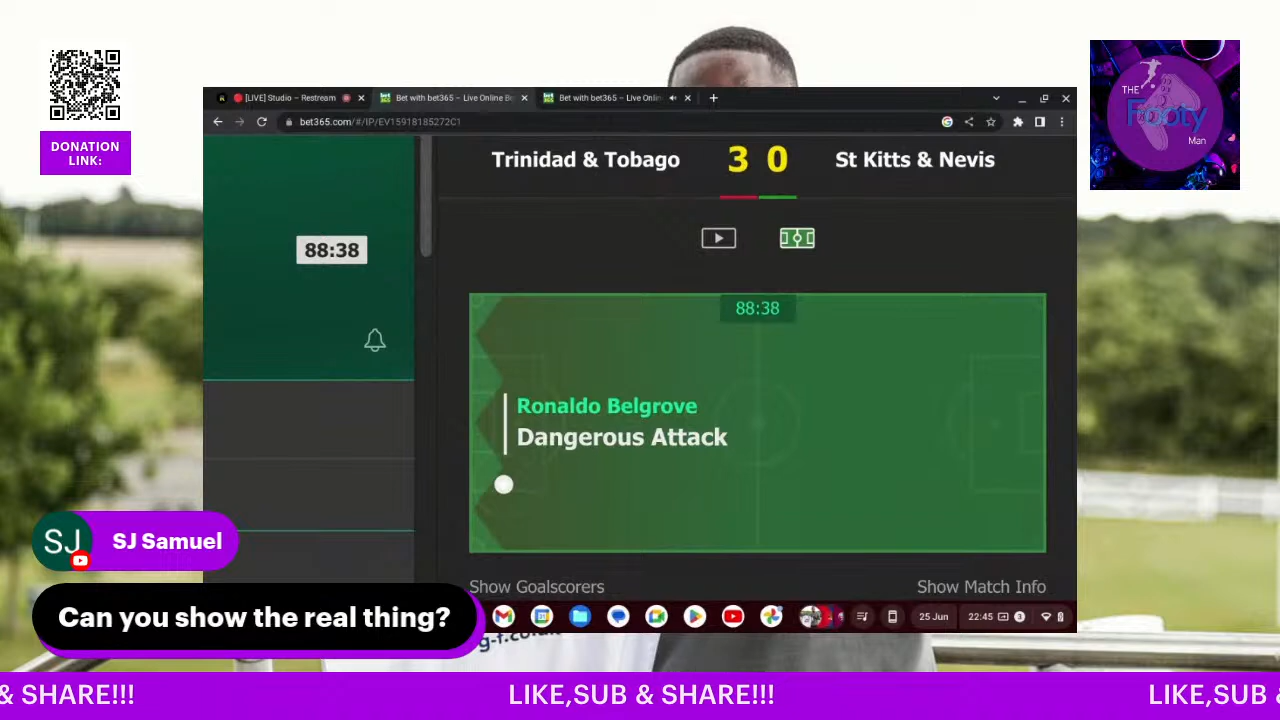 DONATION
LINK:
THE
Footy
Man
[LIVE] Studio – Restream
Bet with bet365 – Live Online Be
Bet with bet365 – Live Onlin
bet365.com/#/IP/EV15918185272C1
Trinidad & Tobago 3 0 St Kitts & Nevis
88:38
88:38
Ronaldo Belgrove
Dangerous Attack
Show Goalscorers Show Match Info
25 Jun 22:45 3
SJ SJ Samuel
Can you show the real thing?
& SHARE!!! LIKE,SUB & SHARE!!! LIKE,SUB &